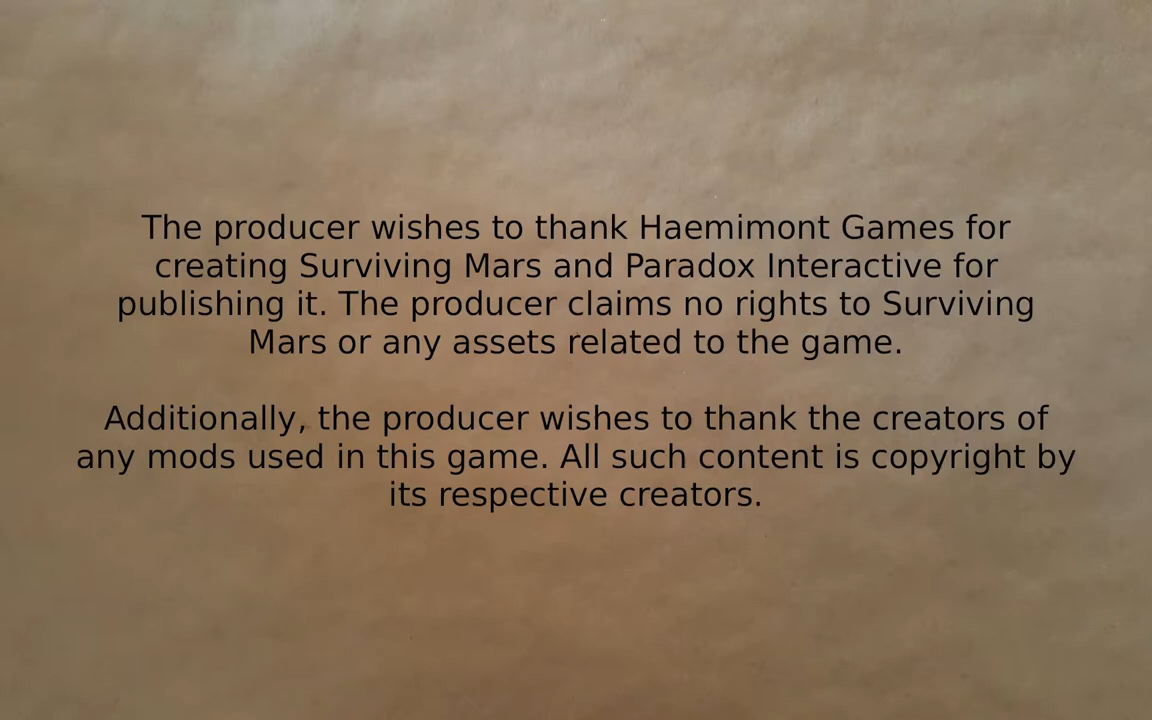 The producer wishes to thank Haemimont Games for
creating Surviving Mars and Paradox Interactive for
publishing it. The producer claims no rights to Surviving
Mars or any assets related to the game.
Additionally, the producer wishes to thank the creators of
any mods used in this game. All such content is copyright by
its respective creators.